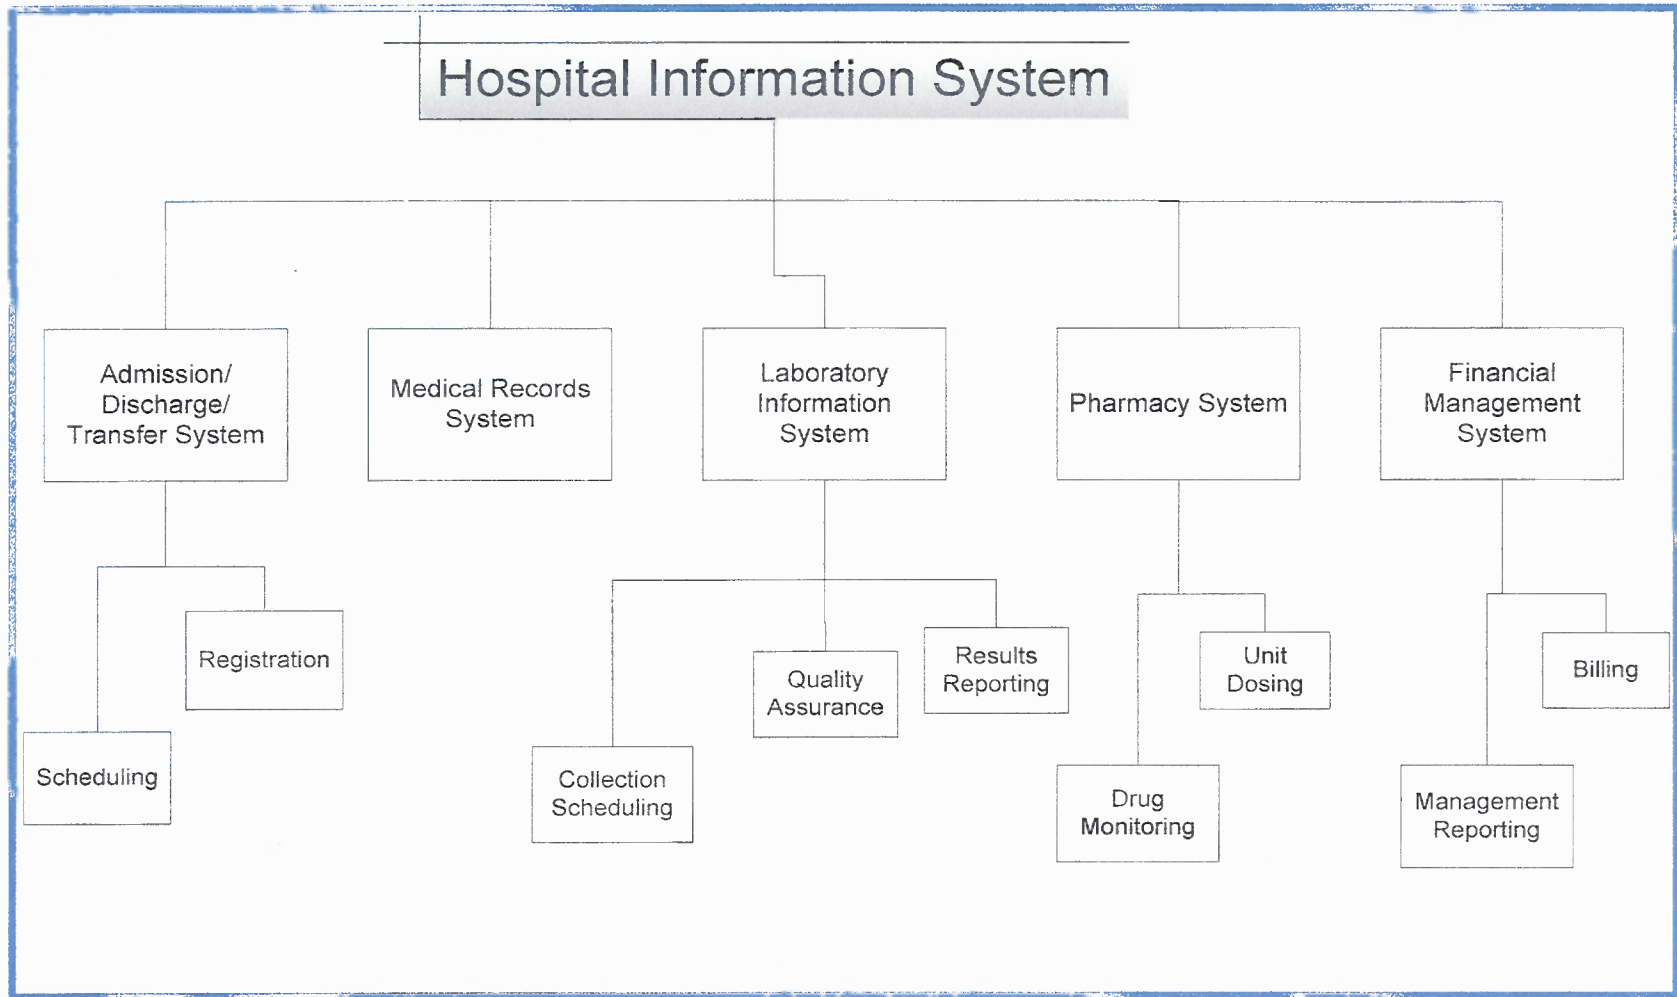 Hospital Information System
Admission/
Discharge/
Transfer System
Medical Records
System
Laboratory
Information
System
Pharmacy System
Financial
Management
System
Registration
Scheduling
Collection
Scheduling
Quality
Assurance
Results
Reporting
Drug
Monitoring
Unit
Dosing
Management
Reporting
Billing